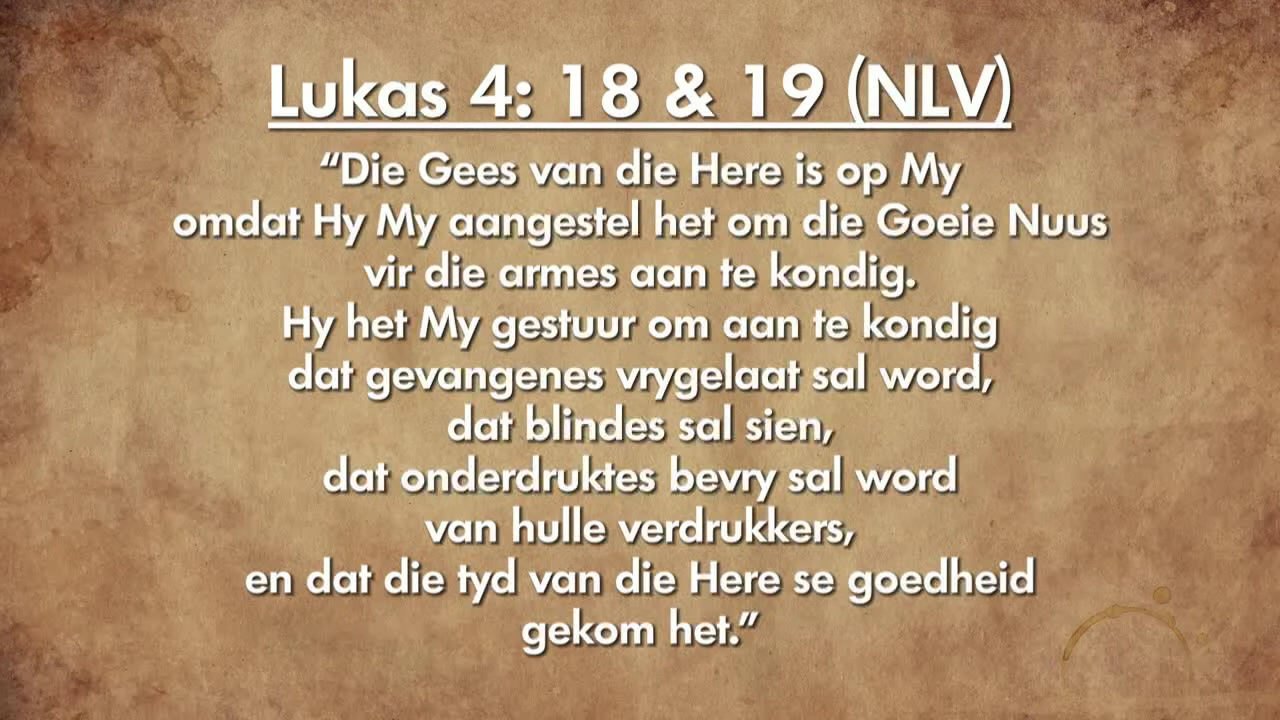 Lukas 4: 18 & 19 (NLV)
“Die Gees van die Here is op My
omdat Hy My aangestel het om die Goeie Nuus
vir die armes aan te kondig.
Hy het My gestuur om aan te kondig
dat gevangenes vrygelaat sal word,
dat blindes sal sien,
dat onderdruktes bevry sal word
van hulle verdrukkers,
en dat die tyd van die Here se goedheid
gekom het.”